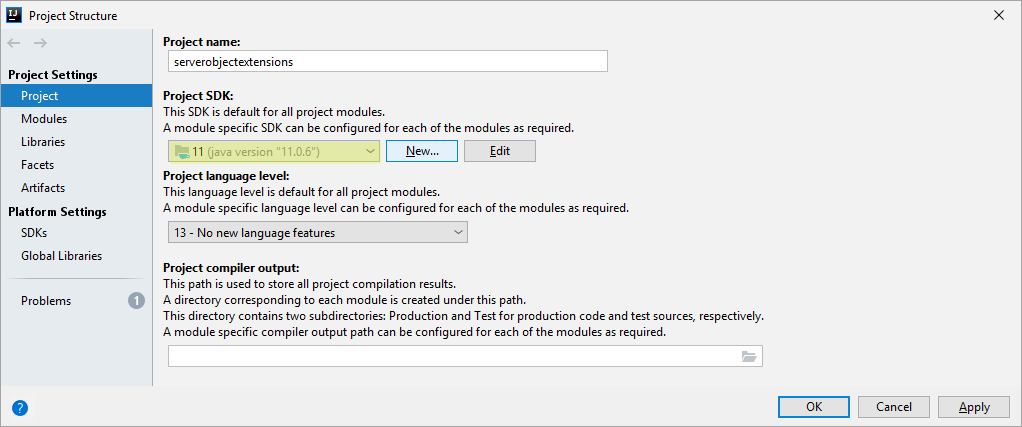 Project Structure
Project name:
serverobjectextensions
Project Settings
Project
Modules
Libraries
Facets
Artifacts
Platform Settings
SDKs
Global Libraries
Problems 1
Project SDK:
This SDK is default for all project modules.
A module specific SDK can be configured for each of the modules as required.
11 (java version "11.0.6")
New...
Edit
Project language level:
This language level is default for all project modules.
A module specific language level can be configured for each of the modules as required.
13 - No new language features
Project compiler output:
This path is used to store all project compilation results.
A directory corresponding to each module is created under this path.
This directory contains two subdirectories: Production and Test for production code and test sources, respectively.
A module specific compiler output path can be configured for each of the modules as required.
?
OK
Cancel
Apply